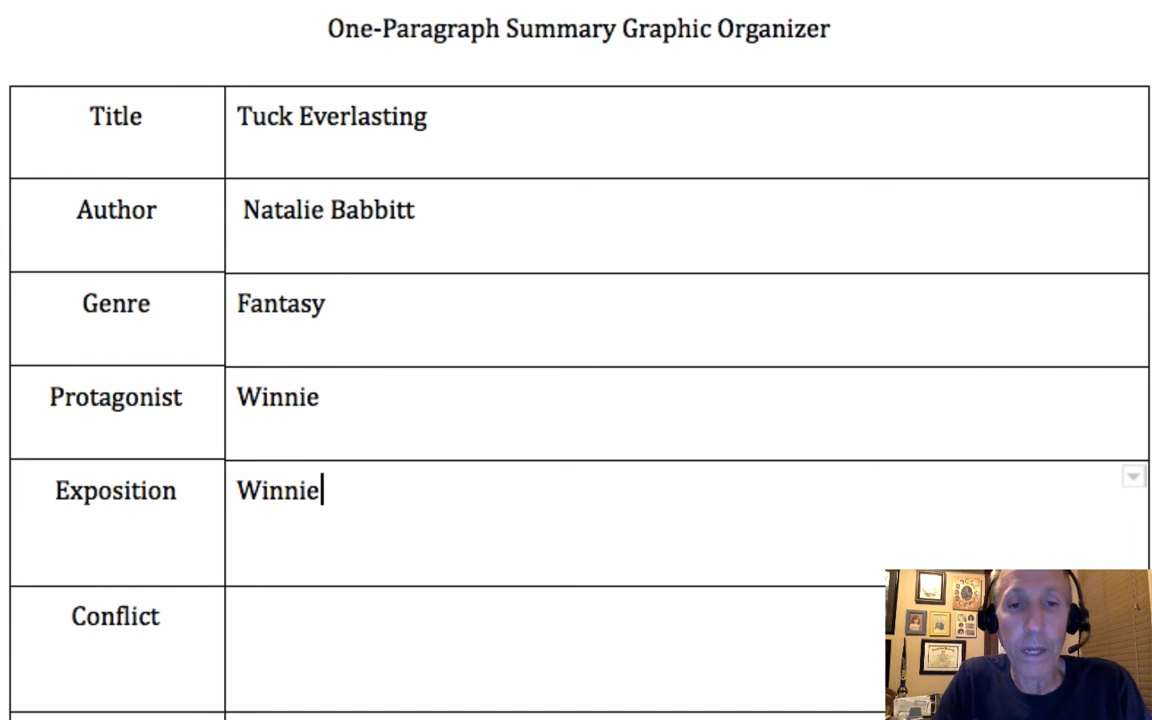 One-Paragraph Summary Graphic Organizer
Title
Tuck Everlasting
Author
Natalie Babbitt
Genre
Fantasy
Protagonist
Winnie
Exposition
Winnie
Conflict